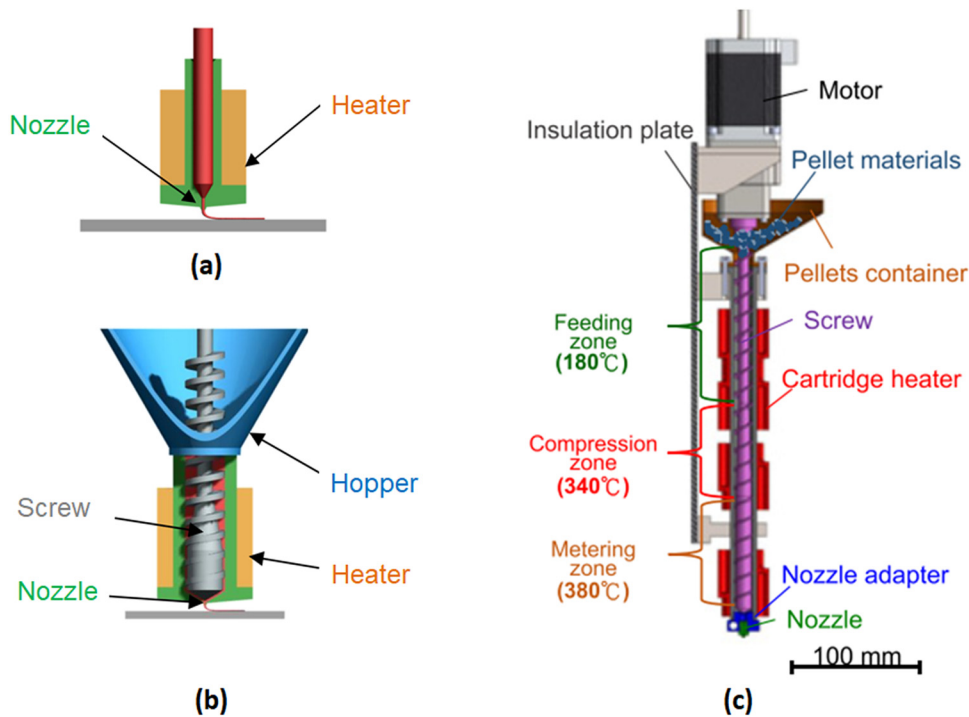 Nozzle
Heater
(a)
Hopper
Screw
Nozzle
Heater
(b)
Motor
Insulation plate
Pellet materials
Pellets container
Feeding
zone
(180℃)
Screw
Cartridge heater
Compression
zone
(340℃)
Metering
zone
(380℃)
Nozzle adapter
Nozzle
100 mm
(c)